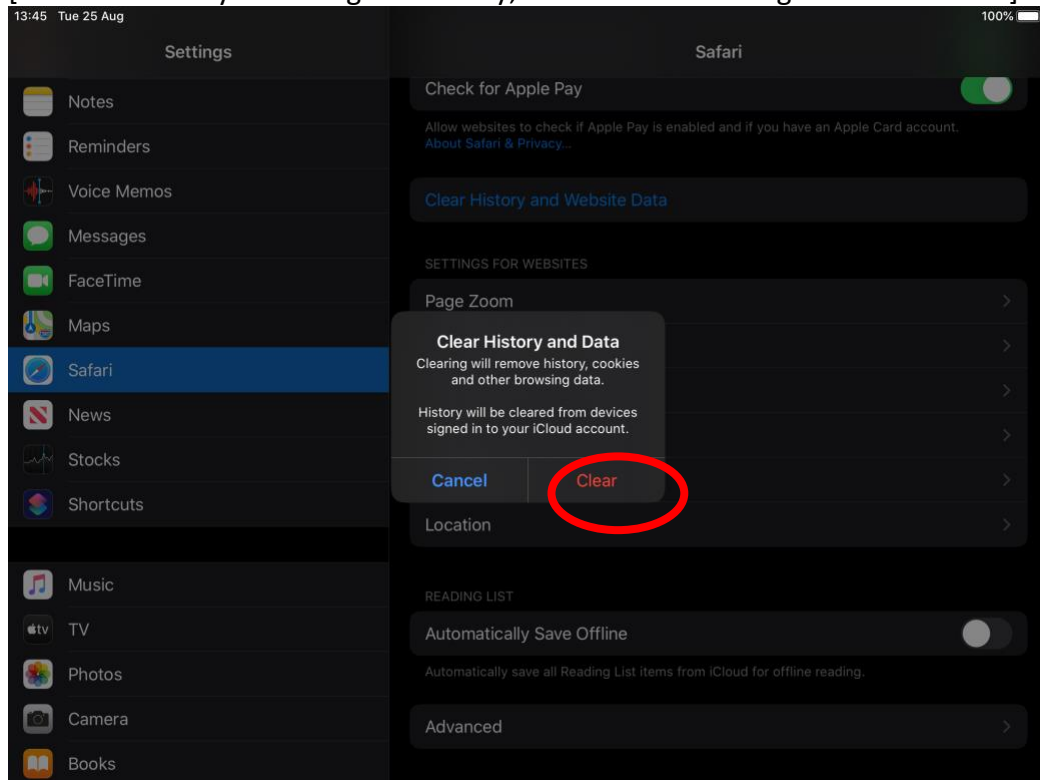 13:45 Tue 25 Aug
100%
Settings
Safari
Notes
Reminders
Voice Memos
Messages
FaceTime
Maps
Safari
News
Stocks
Shortcuts
Music
tv TV
Photos
Camera
Books
Check for Apple Pay
Allow websites to check if Apple Pay is enabled and if you have an Apple Card account.
About Safari & Privacy...
Clear History and Website Data
SETTINGS FOR WEBSITES
Page Zoom
Clear History and Data
Clearing will remove history, cookies
and other browsing data.
History will be cleared from devices
signed in to your iCloud account.
Cancel Clear
Location
READING LIST
Automatically Save Offline
Automatically save all Reading List items from iCloud for offline reading.
Advanced